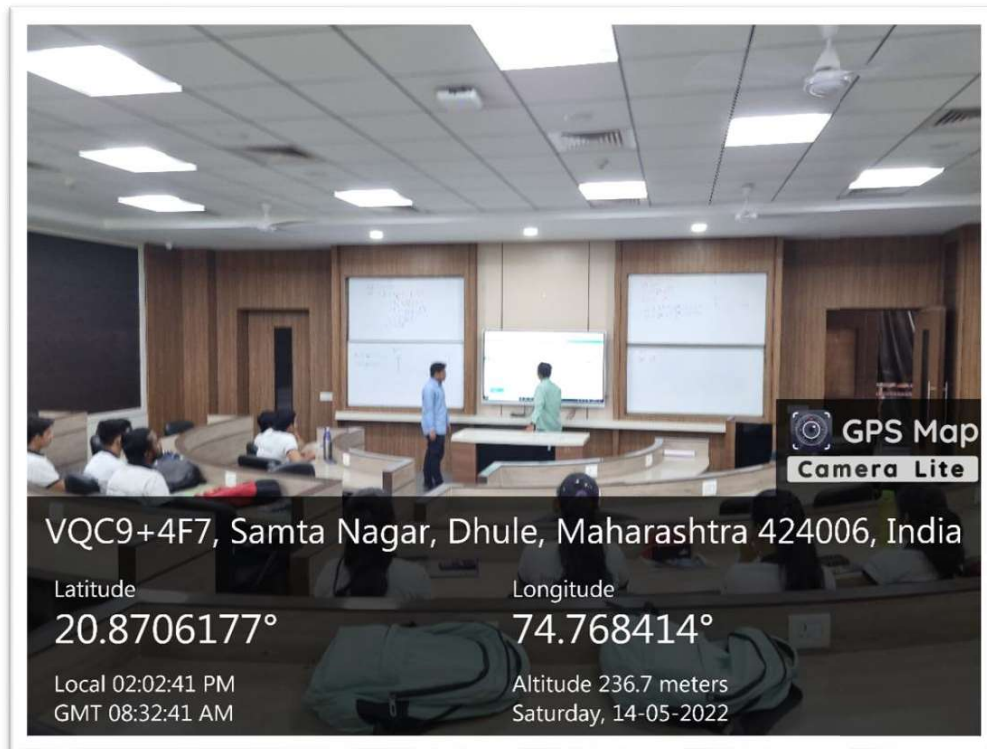 GPS Map
Camera Lite
VQC9+4F7, Samta Nagar, Dhule, Maharashtra 424006, India
Latitude
20.8706177°
Longitude
74.768414°
Local 02:02:41 PM
GMT 08:32:41 AM
Altitude 236.7 meters
Saturday, 14-05-2022